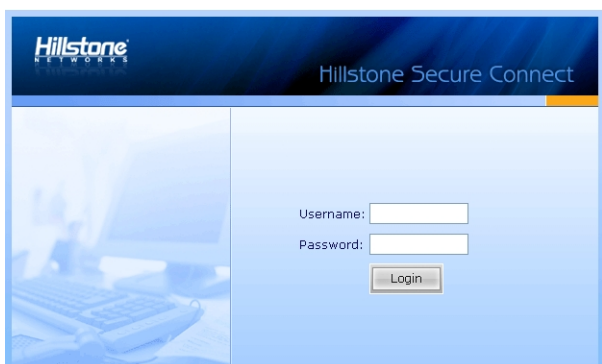 Hillstone
NETWORKS
Hillstone Secure Connect
Username:
Password:
Login